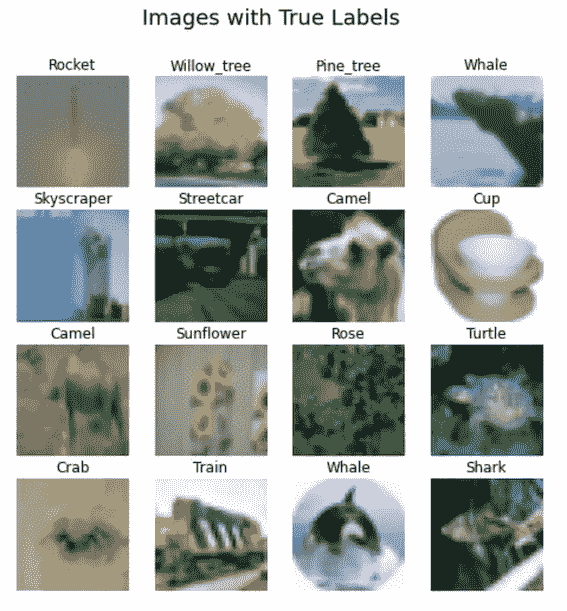 Images with True Labels
Rocket Willow_tree Pine_tree Whale
Skyscraper Streetcar Camel Cup
Camel Sunflower Rose Turtle
Crab Train Whale Shark